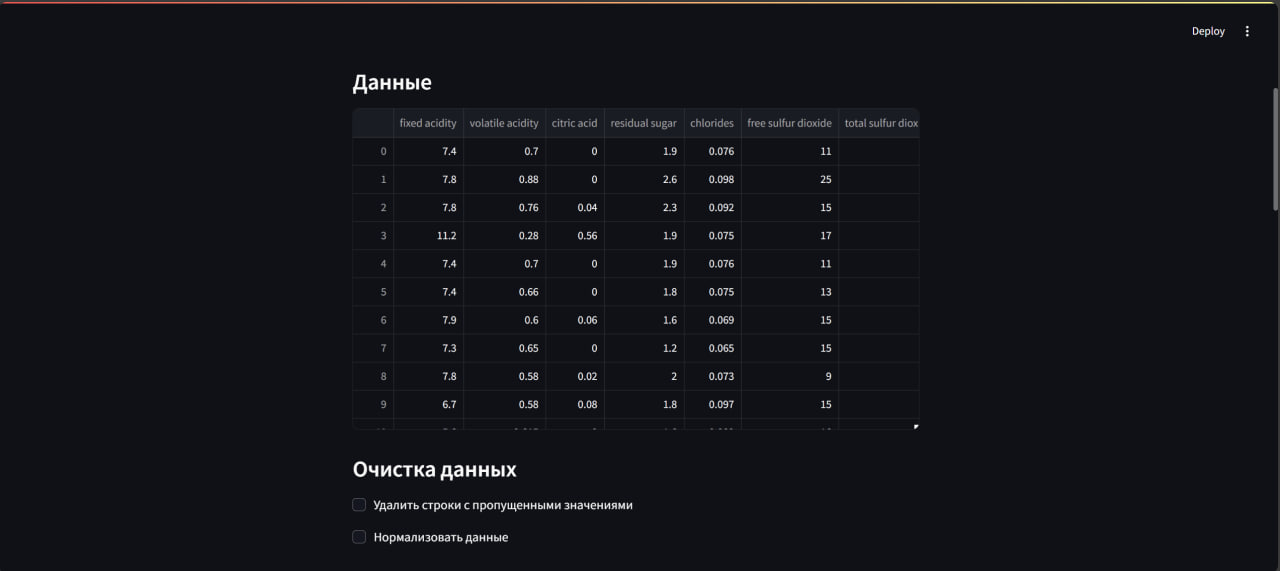 Deploy
Данные
fixed acidity volatile acidity citric acid residual sugar chlorides free sulfur dioxide total sulfur diox
0 7.4 0.7 0 1.9 0.076 11
1 7.8 0.88 0 2.6 0.098 25
2 7.8 0.76 0.04 2.3 0.092 15
3 11.2 0.28 0.56 1.9 0.075 17
4 7.4 0.7 0 1.9 0.076 11
5 7.4 0.66 0 1.8 0.075 13
6 7.9 0.6 0.06 1.6 0.069 15
7 7.3 0.65 0 1.2 0.065 15
8 7.8 0.58 0.02 2 0.073 9
9 6.7 0.58 0.08 1.8 0.097 15
Очистка данных
Удалить строки с пропущенными значениями
Нормализовать данные